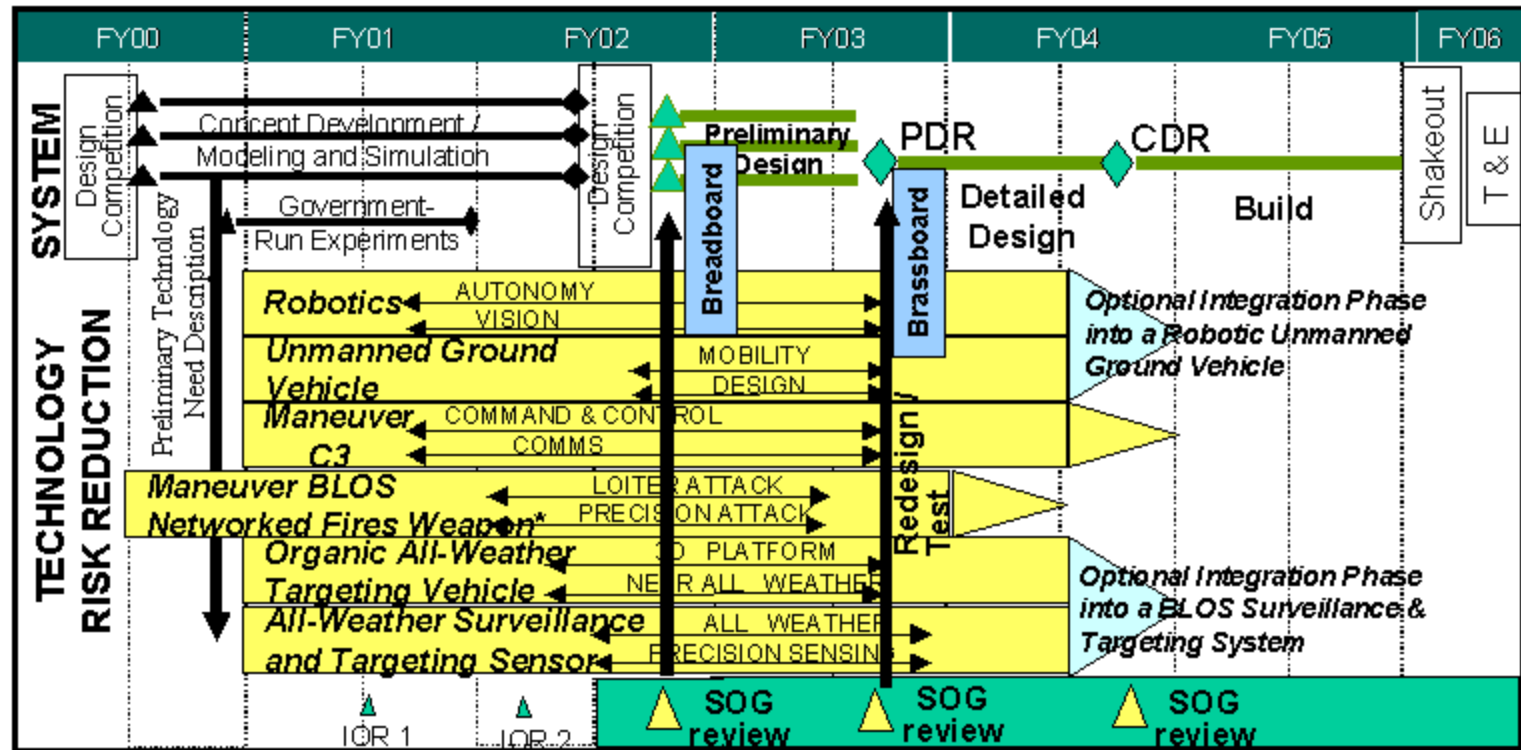 FY00
FY01
FY02
FY03
FY04
FY05
FY06
SYSTEM
Design
Competition
Concept Development /
Modeling and Simulation
Government-
Run Experiments
Design
Competition
Preliminary
Design
PDR
CDR
Detailed
Design
Build
Shakeout
T & E
Breadboard
Brassboard
Preliminary Technology
Need Description
TECHNOLOGY
RISK REDUCTION
Robotics
AUTONOMY
VISION
Unmanned Ground
Vehicle
MOBILITY
DESIGN
Maneuver
C3
COMMAND & CONTROL
COMMS
Maneuver BLOS
Networked Fires Weapon*
LOITER ATTACK
PRECISION ATTACK
Organic All-Weather
Targeting Vehicle
3D PLATFORM
NEAR ALL WEATHER
All-Weather Surveillance
and Targeting Sensor
ALL WEATHER
PRECISION SENSING
Redesign /
Test
Optional Integration Phase
into a Robotic Unmanned
Ground Vehicle
Optional Integration Phase
into a BLOS Surveillance &
Targeting System
IOR 1
IOR 2
SOG
review
SOG
review
SOG
review